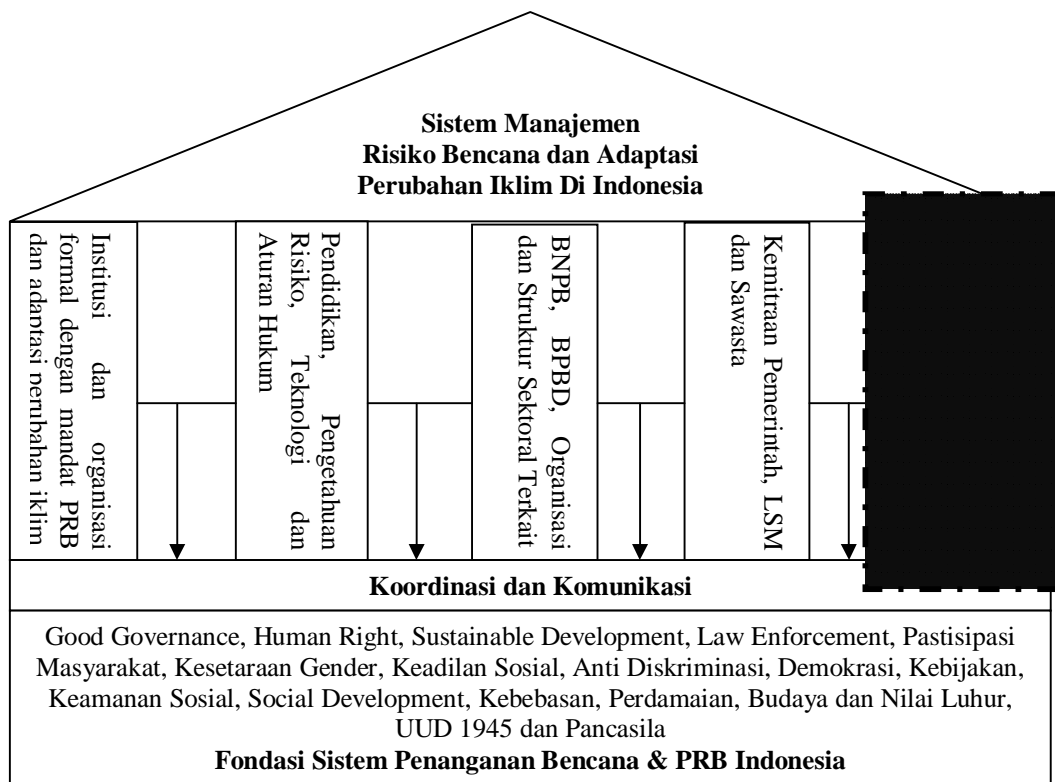 Sistem Manajemen
Risiko Bencana dan Adaptasi
Perubahan Iklim Di Indonesia
Institusi dan organisasi
formal dengan mandat PRB
dan adaptasi perubahan iklim
Pendidikan, Pengetahuan
Risiko, Teknologi dan
Aturan Hukum
BNPB, BPBD, Organisasi
dan Struktur Sektoral Terkait
Kemitraan Pemerintah, LSM
dan Sawasta
Koordinasi dan Komunikasi
Good Governance, Human Right, Sustainable Development, Law Enforcement, Pastisipasi
Masyarakat, Kesetaraan Gender, Keadilan Sosial, Anti Diskriminasi, Demokrasi, Kebijakan,
Keamanan Sosial, Social Development, Kebebasan, Perdamaian, Budaya dan Nilai Luhur,
UUD 1945 dan Pancasila
Fondasi Sistem Penanganan Bencana & PRB Indonesia